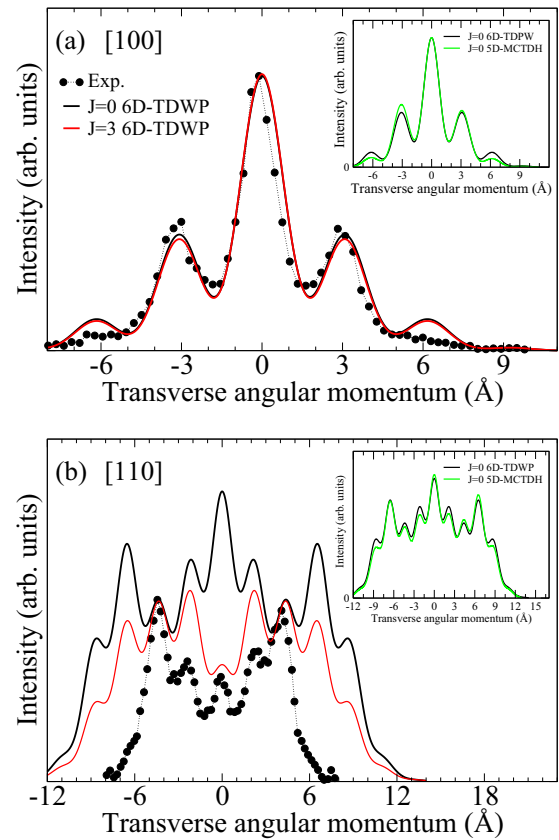 (a) [100]
Exp.
J=0 6D-TDWP
J=3 6D-TDWP
Intensity (arb. units)
-6 -3 0 3 6 9
Transverse angular momentum (Å)
J=0 6D-TDPW
J=0 5D-MCTDH
Intensity (arb. units)
0
-6 -3 0 3 6 9
Transverse angular momentum (Å)
(b) [110]
Intensity (arb. units)
-12 -6 0 6 12 18
Transverse angular momentum (Å)
J=0 6D-TDWP
J=0 5D-MCTDH
Intensity (arb. units)
0
-12 -9 -6 -3 0 3 6 9 12 15
Transverse angular momentum (Å)